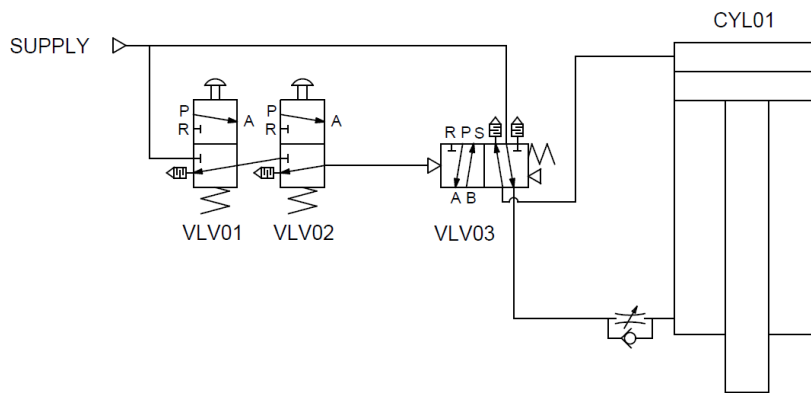 CYL01
SUPPLY
P
R
A
P
R
A
R P S
A B
VLV01
VLV02
VLV03